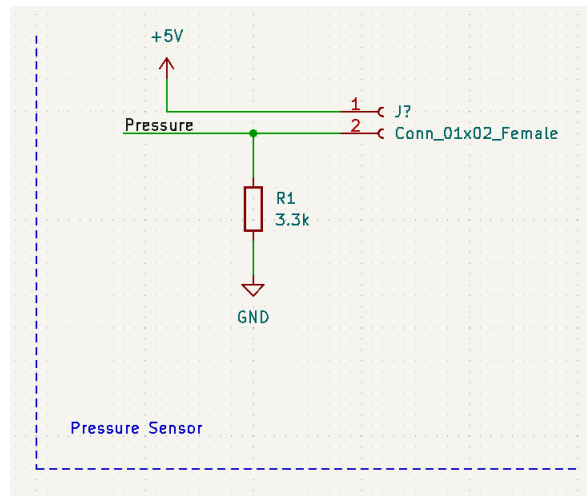 +5V
1
J?
Pressure
2
Conn_01x02_Female
R1
3.3k
GND
Pressure Sensor